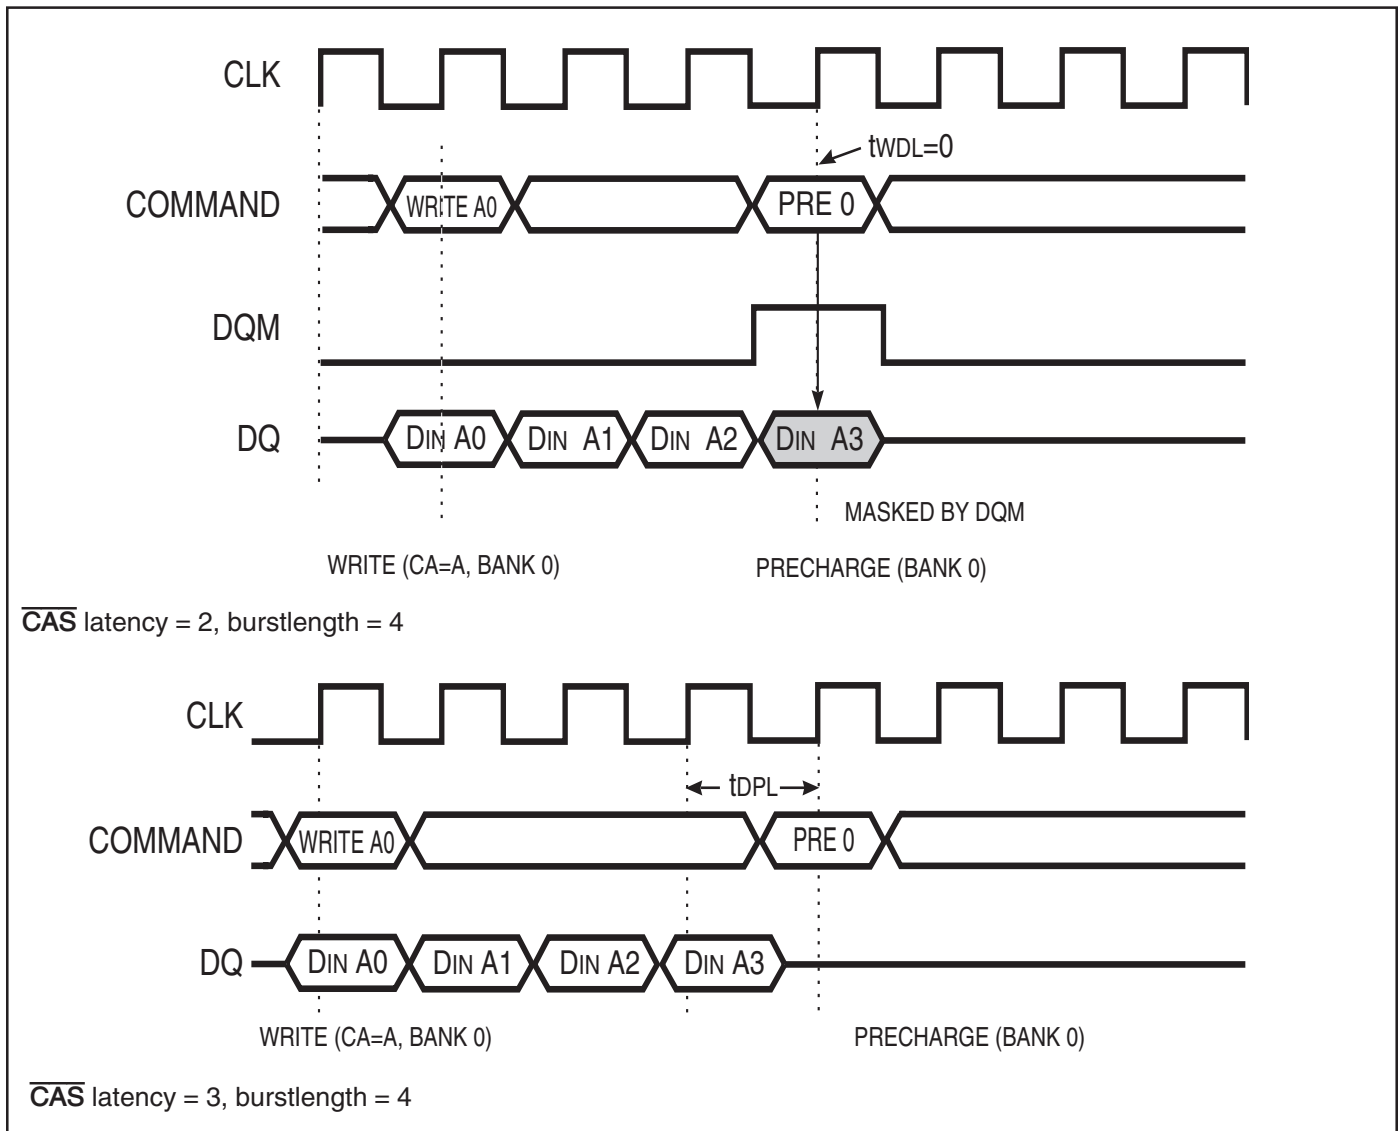 CLK
tWDL=0
COMMAND WRITE A0 PRE 0
DQM
DQ DIN A0 DIN A1 DIN A2 DIN A3
MASKED BY DQM
WRITE (CA=A, BANK 0) PRECHARGE (BANK 0)
CAS latency = 2, burstlength = 4
CLK
tDPL
COMMAND WRITE A0 PRE 0
DQ DIN A0 DIN A1 DIN A2 DIN A3
WRITE (CA=A, BANK 0) PRECHARGE (BANK 0)
CAS latency = 3, burstlength = 4